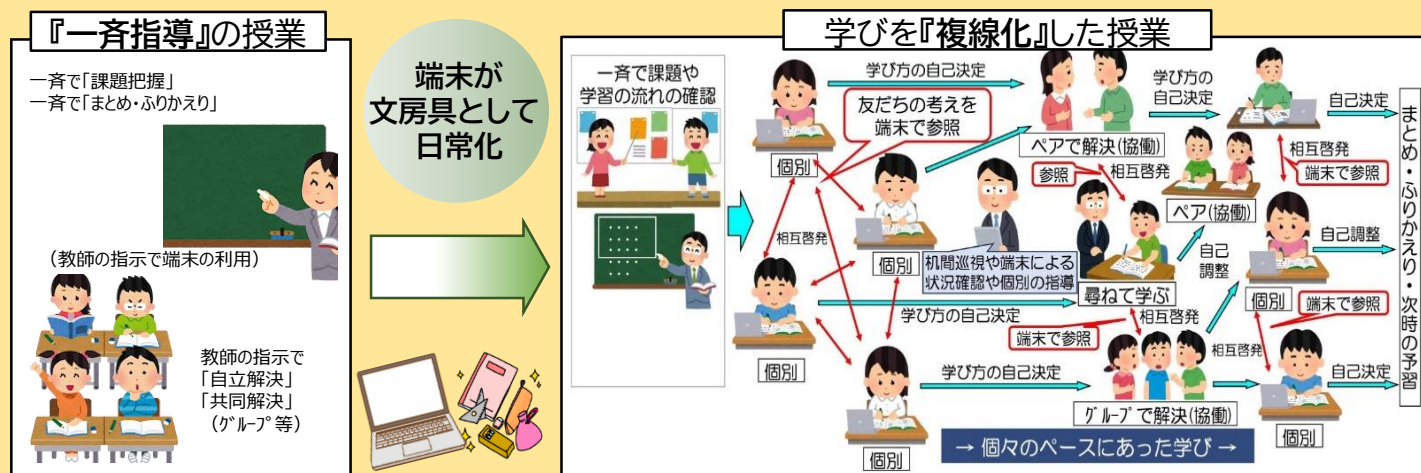 『一斉指導』の授業
一斉で「課題把握」
一斉で「まとめ・ふりかえり」
(教師の指示で端末の利用)
教師の指示で
「自立解決」
「共同解決」
(ｸﾞﾙｰﾌﾟ等)
端末が
文房具として
日常化
学びを『複線化』した授業
一斉で課題や
学習の流れの確認
個別
学び方の自己決定
友だちの考えを
端末で参照
ペアで解決(協働)
学び方の
自己決定
自己決定
相互啓発
端末で参照
参照
相互啓発
ペア(協働)
相互啓発
個別
机間巡視や端末による
状況確認や個別の指導
尋ねて学ぶ
自己
調整
自己調整
個別
個別
学び方の自己決定
端末で参照
相互啓発
端末で参照
相互啓発
個別
学び方の自己決定
ｸﾞﾙｰﾌﾟで解決(協働)
個別
自己決定
→ 個々のペースにあった学び →
まとめ・ふりかえり・次時の予習